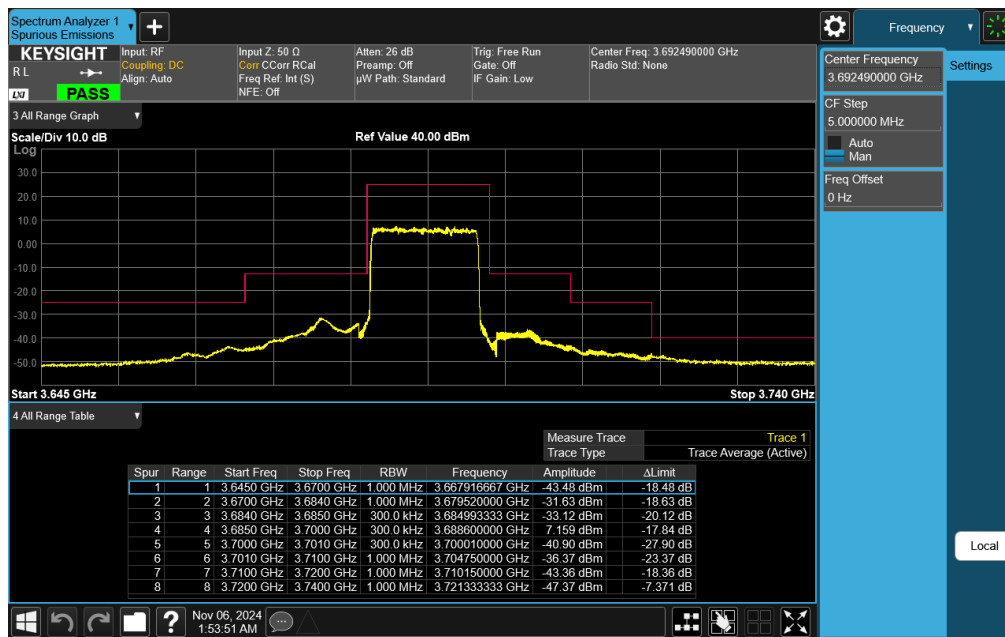 Spectrum Analyzer 1
Spurious Emissions
Frequency
KEYSIGHT
R L
LXI
PASS
Input: RF
Coupling: DC
Align: Auto
Input Z: 50 Ω
Corr CCorr RCal
Freq Ref: Int (S)
NFE: Off
Atten: 26 dB
Preamp: Off
µW Path: Standard
Trig: Free Run
Gate: Off
IF Gain: Low
Center Freq: 3.692490000 GHz
Radio Std: None
Center Frequency
3.692490000 GHz
Settings
CF Step
5.000000 MHz
Auto
Man
Freq Offset
0 Hz
Local
3 All Range Graph
Scale/Div 10.0 dB
Ref Value 40.00 dBm
Log
30.0
20.0
10.0
0.00
-10.0
-20.0
-30.0
-40.0
-50.0
Start 3.645 GHz
Stop 3.740 GHz
4 All Range Table
Measure Trace Trace 1
Trace Type Trace Average (Active)
Spur Range Start Freq Stop Freq RBW Frequency Amplitude ΔLimit
1 1 3.6450 GHz 3.6700 GHz 1.000 MHz 3.667916667 GHz -43.48 dBm -18.48 dB
2 2 3.6700 GHz 3.6840 GHz 1.000 MHz 3.679520000 GHz -31.63 dBm -18.63 dB
3 3 3.6840 GHz 3.6850 GHz 300.0 kHz 3.684993333 GHz -33.12 dBm -20.12 dB
4 4 3.6850 GHz 3.7000 GHz 300.0 kHz 3.688600000 GHz 7.159 dBm -17.84 dB
5 5 3.7000 GHz 3.7010 GHz 300.0 kHz 3.700010000 GHz -40.90 dBm -27.90 dB
6 6 3.7010 GHz 3.7100 GHz 1.000 MHz 3.704750000 GHz -36.37 dBm -23.37 dB
7 7 3.7100 GHz 3.7200 GHz 1.000 MHz 3.710150000 GHz -43.36 dBm -18.36 dB
8 8 3.7200 GHz 3.7400 GHz 1.000 MHz 3.721333333 GHz -47.37 dBm -7.371 dB
Nov 06, 2024
1:53:51 AM